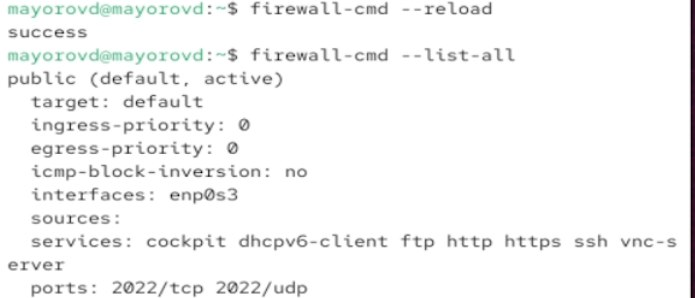 mayorovd@mayorovd:~$ firewall-cmd --reload
success
mayorovd@mayorovd:~$ firewall-cmd --list-all
public (default, active)
  target: default
  ingress-priority: 0
  egress-priority: 0
  icmp-block-inversion: no
  interfaces: enp0s3
  sources:
  services: cockpit dhcpv6-client ftp http https ssh vnc-s
erver
  ports: 2022/tcp 2022/udp